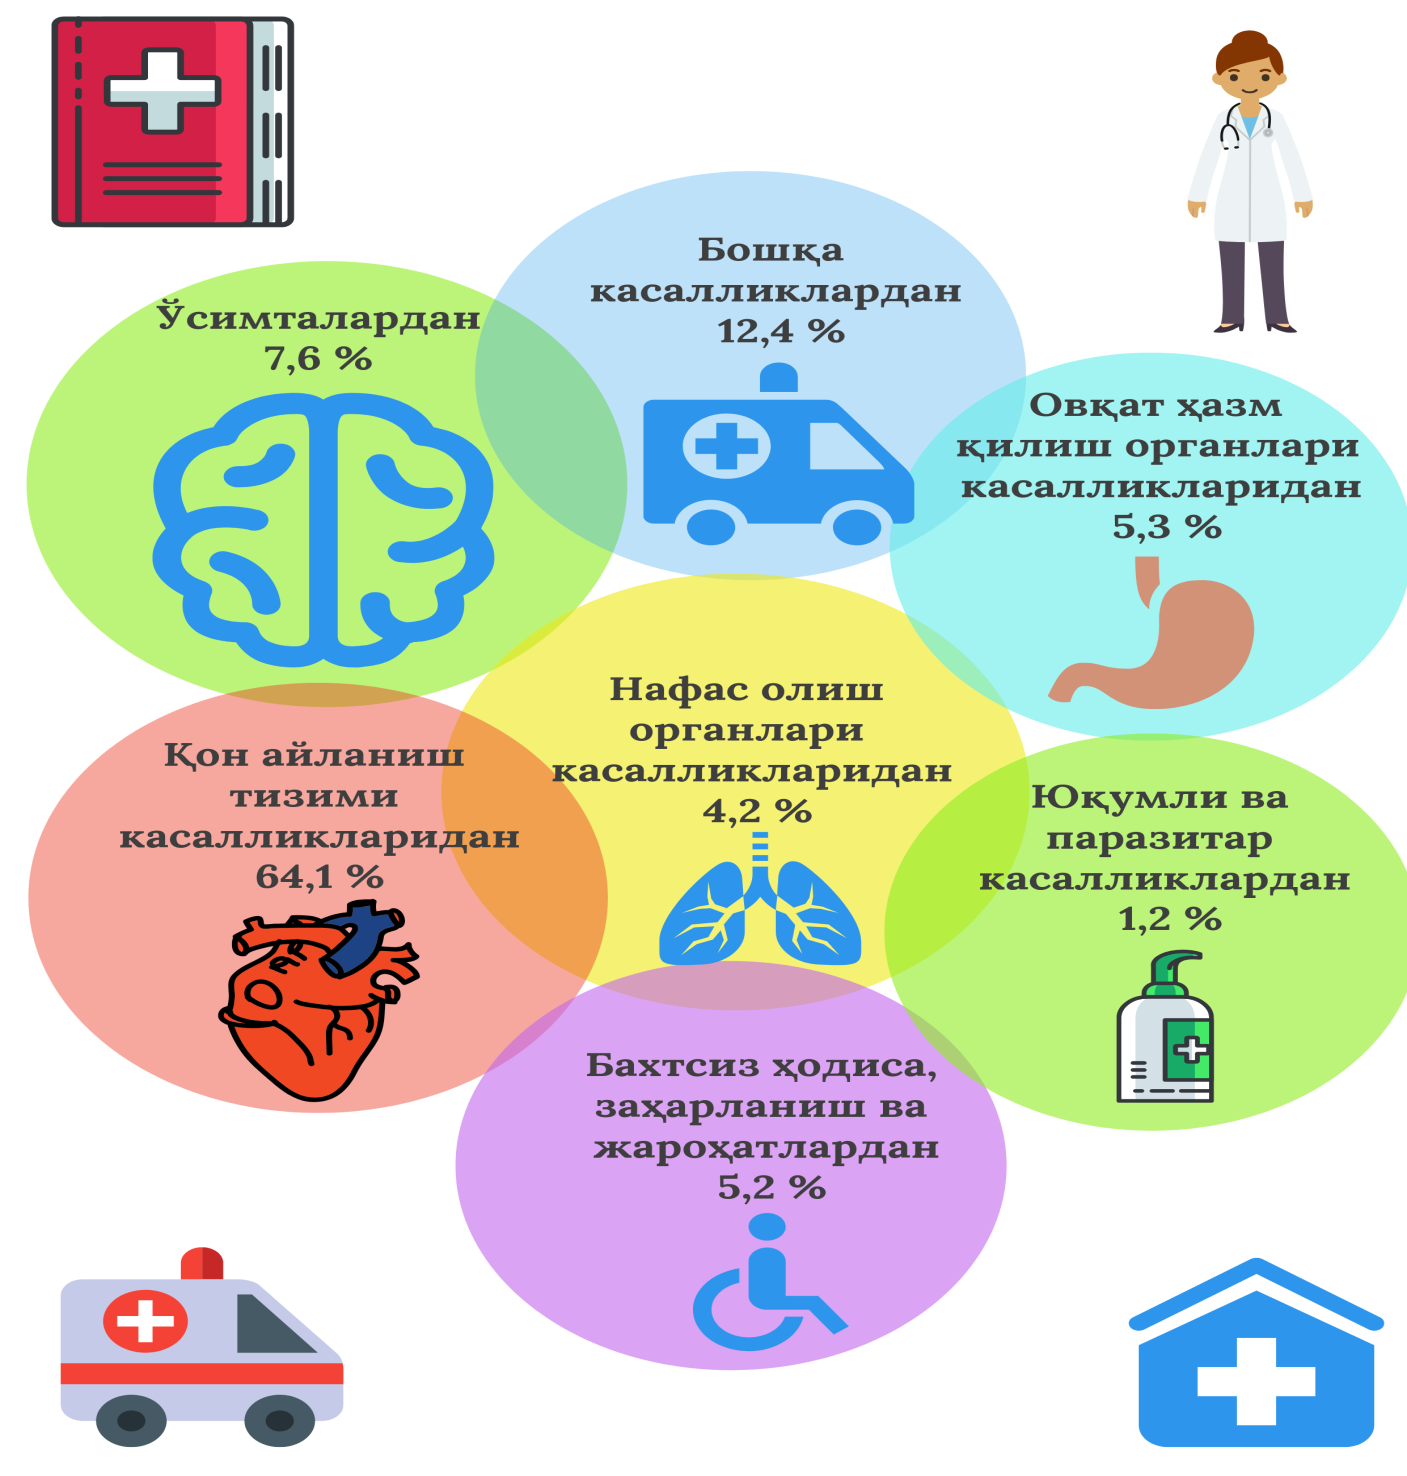 Бошқа
касалликлардан
12,4 %
Ўсимталардан
7,6 %
Овқат ҳазм
қилиш органлари
касалликларидан
5,3 %
Нафас олиш
органлари
касалликларидан
4,2 %
Қон айланиш
тизими
касалликларидан
64,1 %
Юқумли ва
паразитар
касалликлардан
1,2 %
Бахтсиз ҳодиса,
заҳарланиш ва
жароҳатлардан
5,2 %